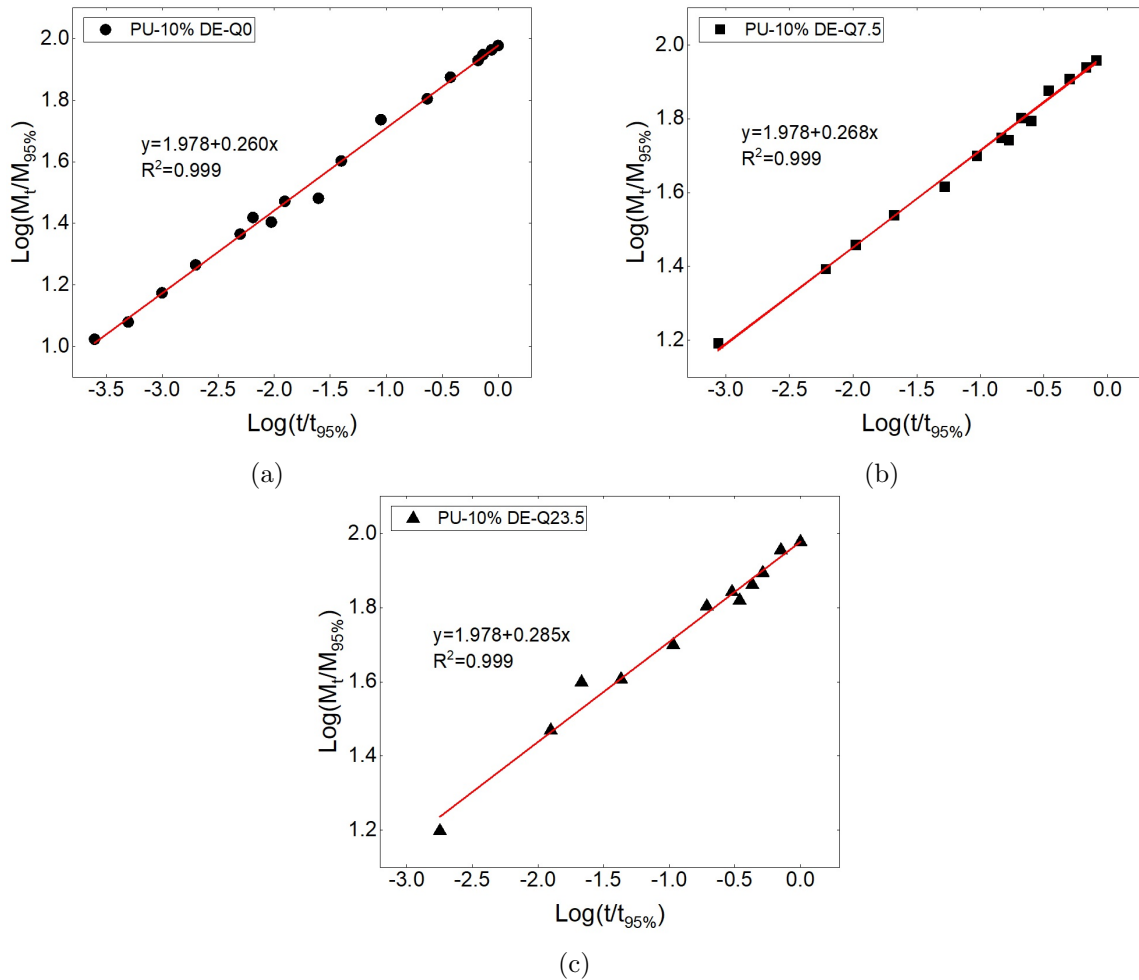 PU-10% DE-Q0
2.0
1.8
1.6
1.4
1.2
1.0
Log(Mt/M95%)
y=1.978+0.260x
R2=0.999
-3.5 -3.0 -2.5 -2.0 -1.5 -1.0 -0.5 0.0
Log(t/t95%)
(a)
PU-10% DE-Q7.5
2.0
1.8
1.6
1.4
1.2
Log(Mt/M95%)
y=1.978+0.268x
R2=0.999
-3.0 -2.5 -2.0 -1.5 -1.0 -0.5 0.0
Log(t/t95%)
(b)
PU-10% DE-Q23.5
2.0
1.8
1.6
1.4
1.2
Log(Mt/M95%)
y=1.978+0.285x
R2=0.999
-3.0 -2.5 -2.0 -1.5 -1.0 -0.5 0.0
Log(t/t95%)
(c)